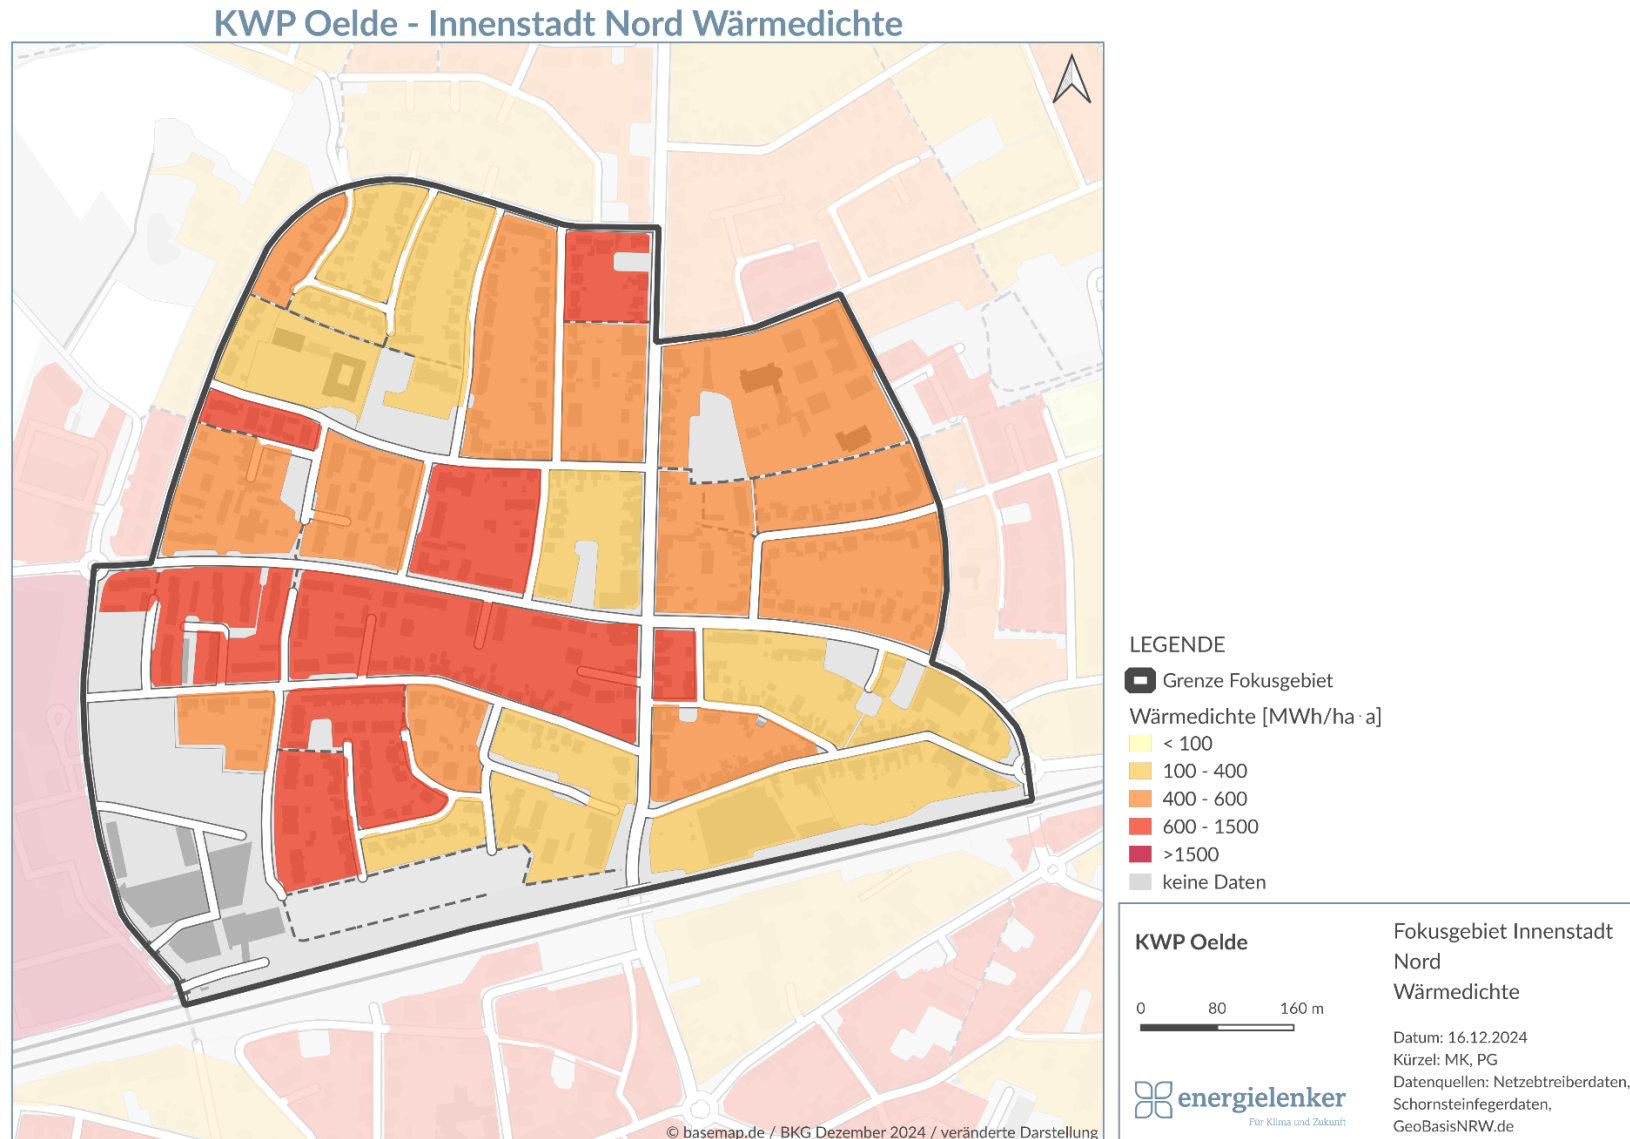 KWP Oelde - Innenstadt Nord Wärmedichte
LEGENDE
Grenze Fokusgebiet
Wärmedichte [MWh/ha·a]
< 100
100 - 400
400 - 600
600 - 1500
>1500
keine Daten
KWP Oelde
0 80 160 m
energielenker
Für Klima und Zukunft
Fokusgebiet Innenstadt
Nord
Wärmedichte
Datum: 16.12.2024
Kürzel: MK, PG
Datenquellen: Netzebtreiberdaten,
Schornsteinfegerdaten,
GeoBasisNRW.de
© basemap.de / BKG Dezember 2024 / veränderte Darstellung